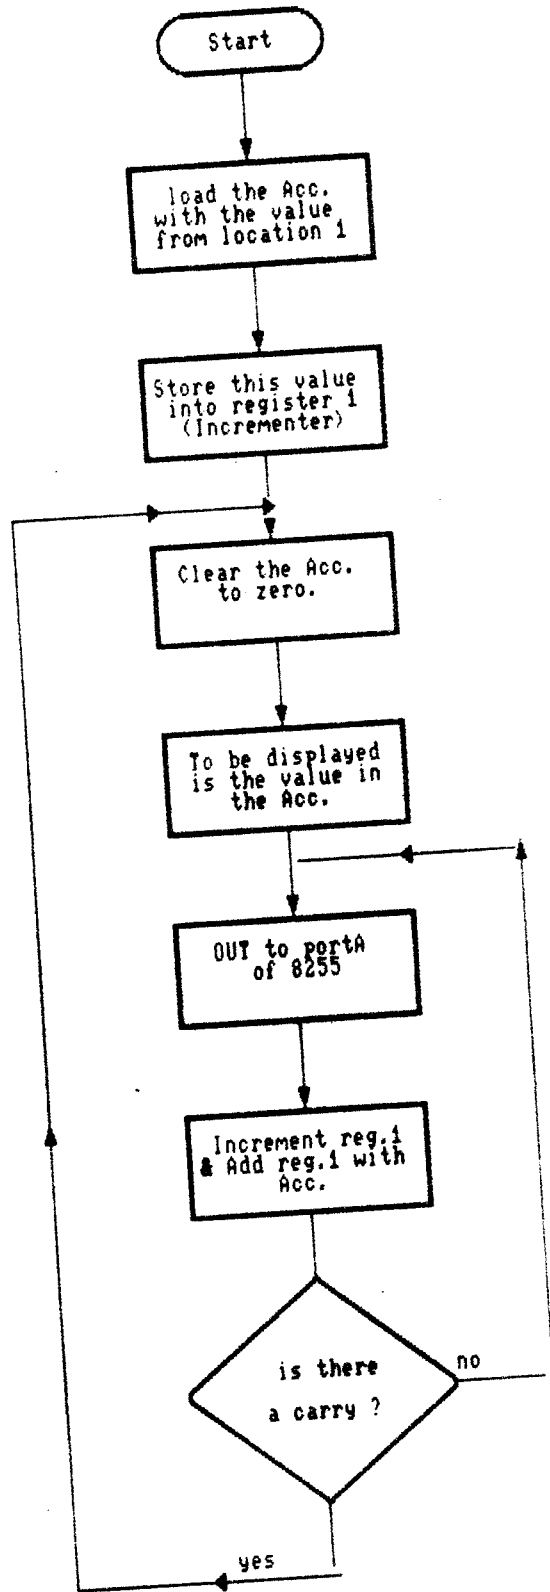 Start
load the Acc.
with the value
from location 1
Store this value
into register 1
(Incrementer)
Clear the Acc.
to zero.
To be displayed
is the value in
the Acc.
OUT to portA
of 8255
Increment reg.1
& Add reg.1 with
Acc.
is there
a carry ?
no
yes